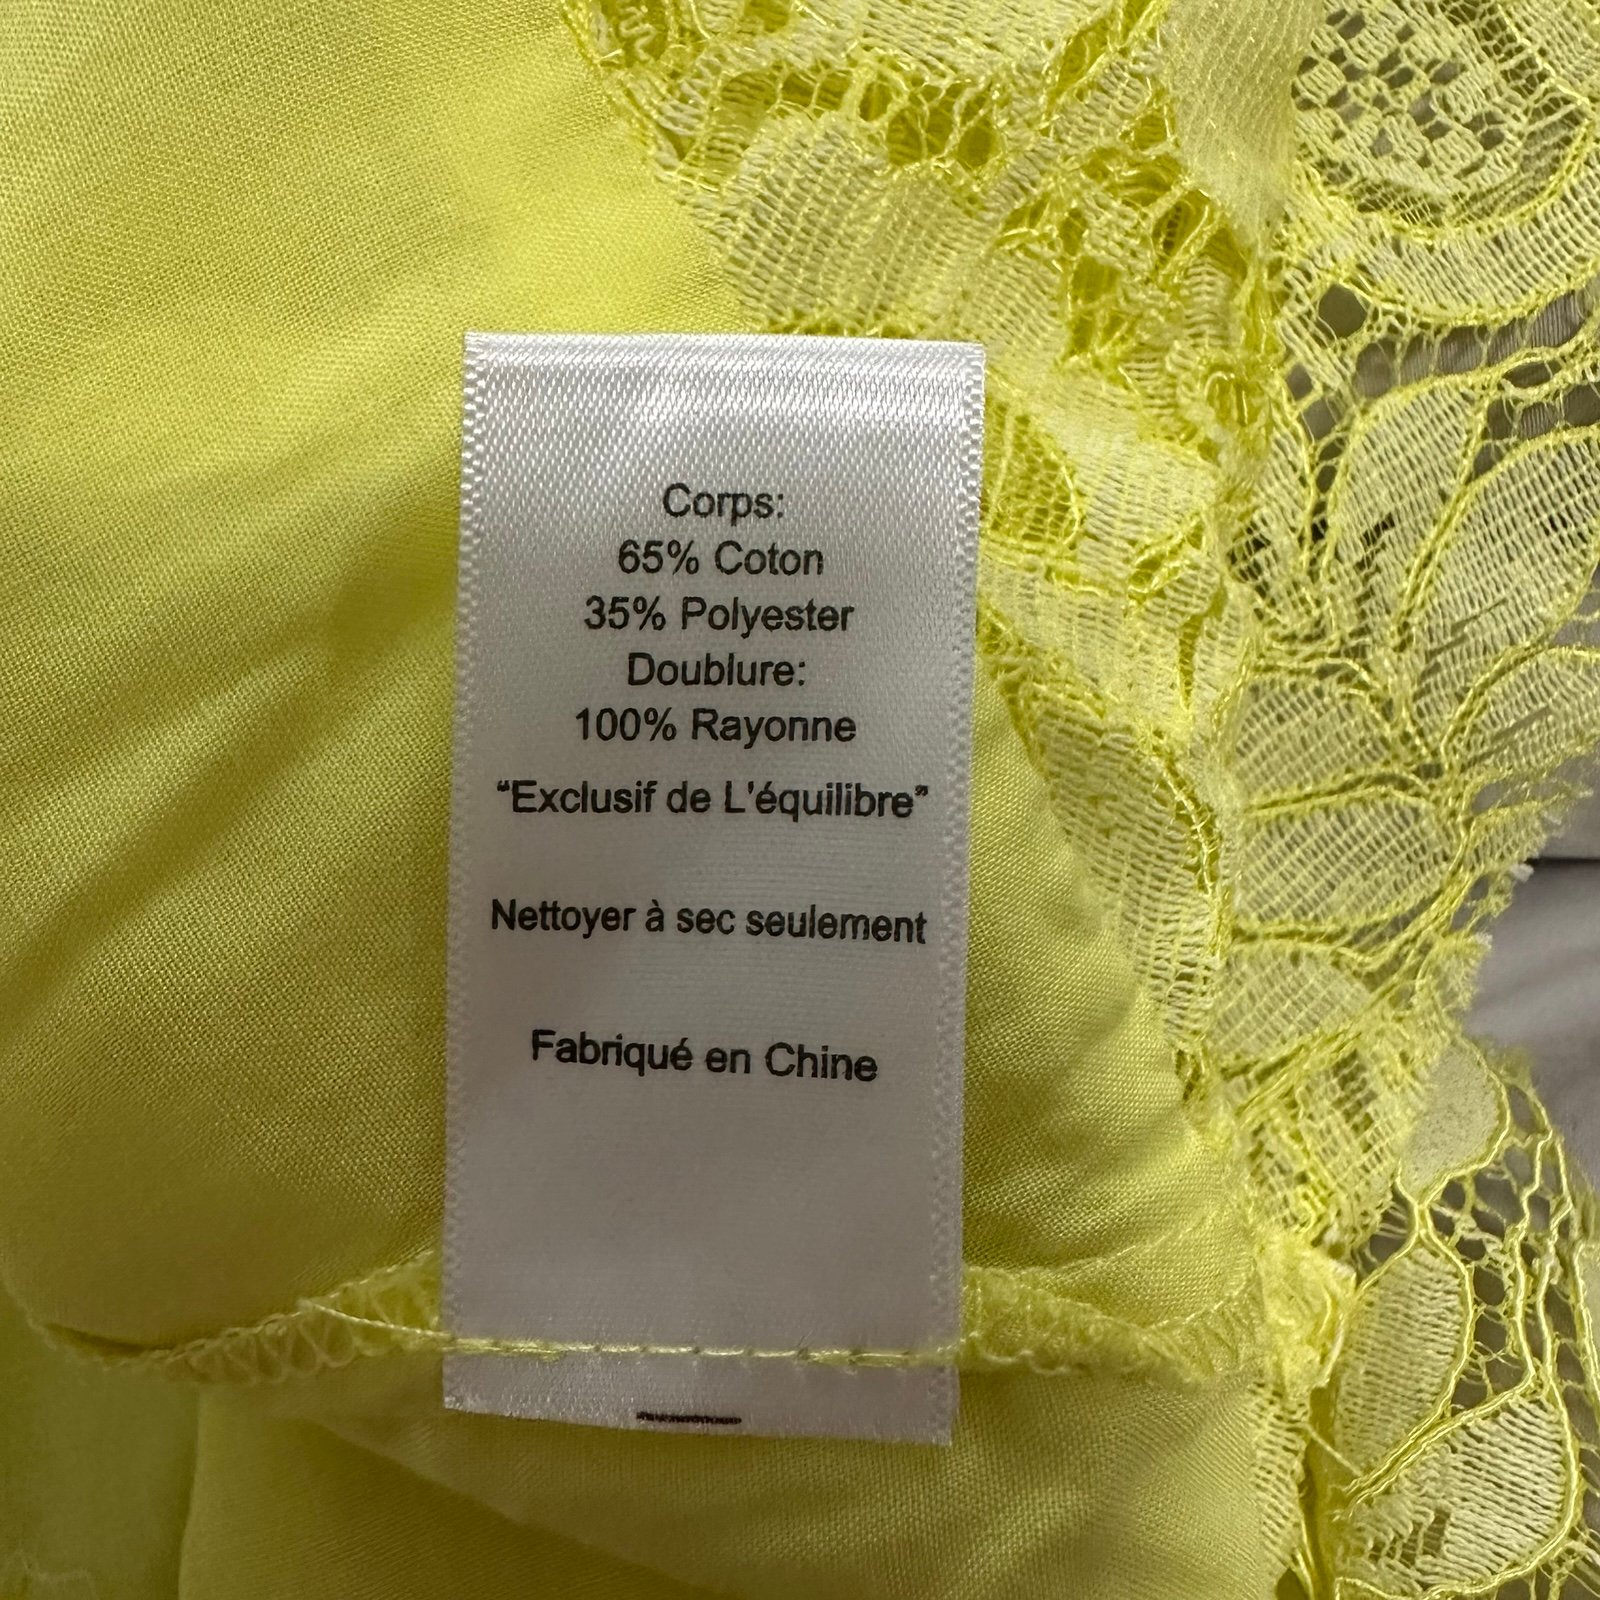 Corps:
65% Coton
35% Polyester
Doublure:
100% Rayonne
“Exclusif de L'équilibre”
Nettoyer à sec seulement
Fabriqué en Chine